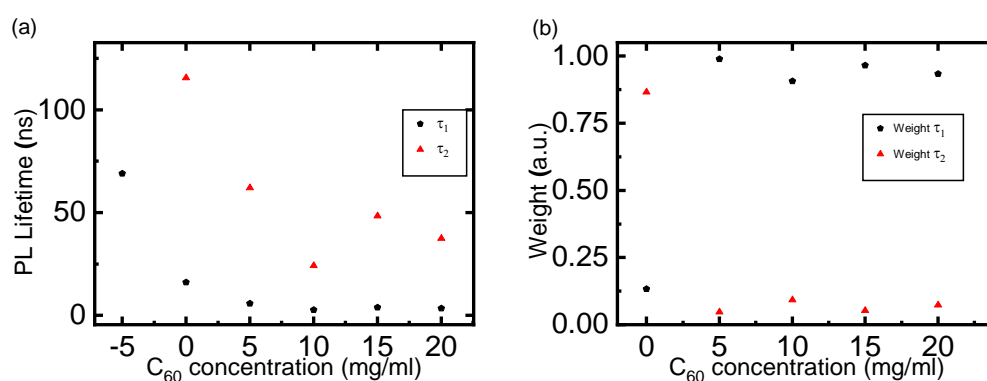 (a)
PL Lifetime (ns)
100
50
0
τ1
τ2
-5 0 5 10 15 20
C60 concentration (mg/ml)
(b)
Weight (a.u.)
1.00
0.75
0.50
0.25
0.00
Weight τ1
Weight τ2
0 5 10 15 20
C60 concentration (mg/ml)